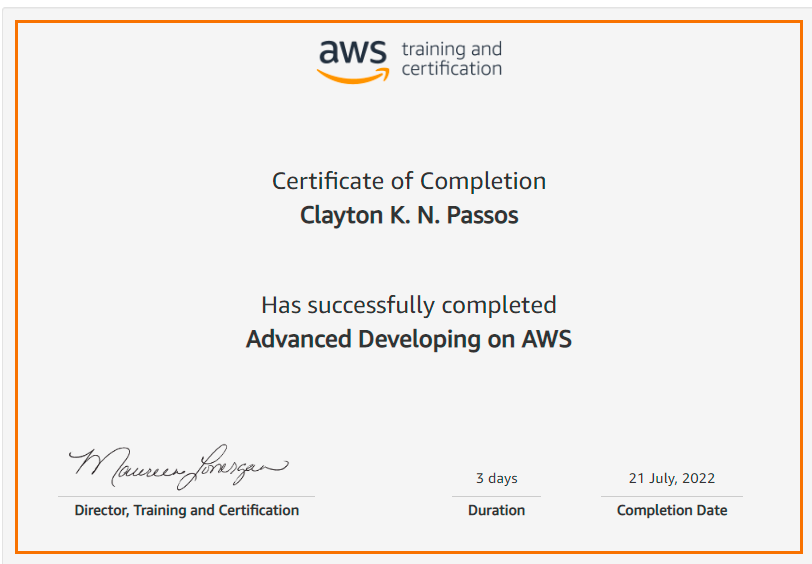 aws training and
certification
Certificate of Completion
Clayton K. N. Passos
Has successfully completed
Advanced Developing on AWS
Maureen Lonergan
3 days
21 July, 2022
Director, Training and Certification
Duration
Completion Date